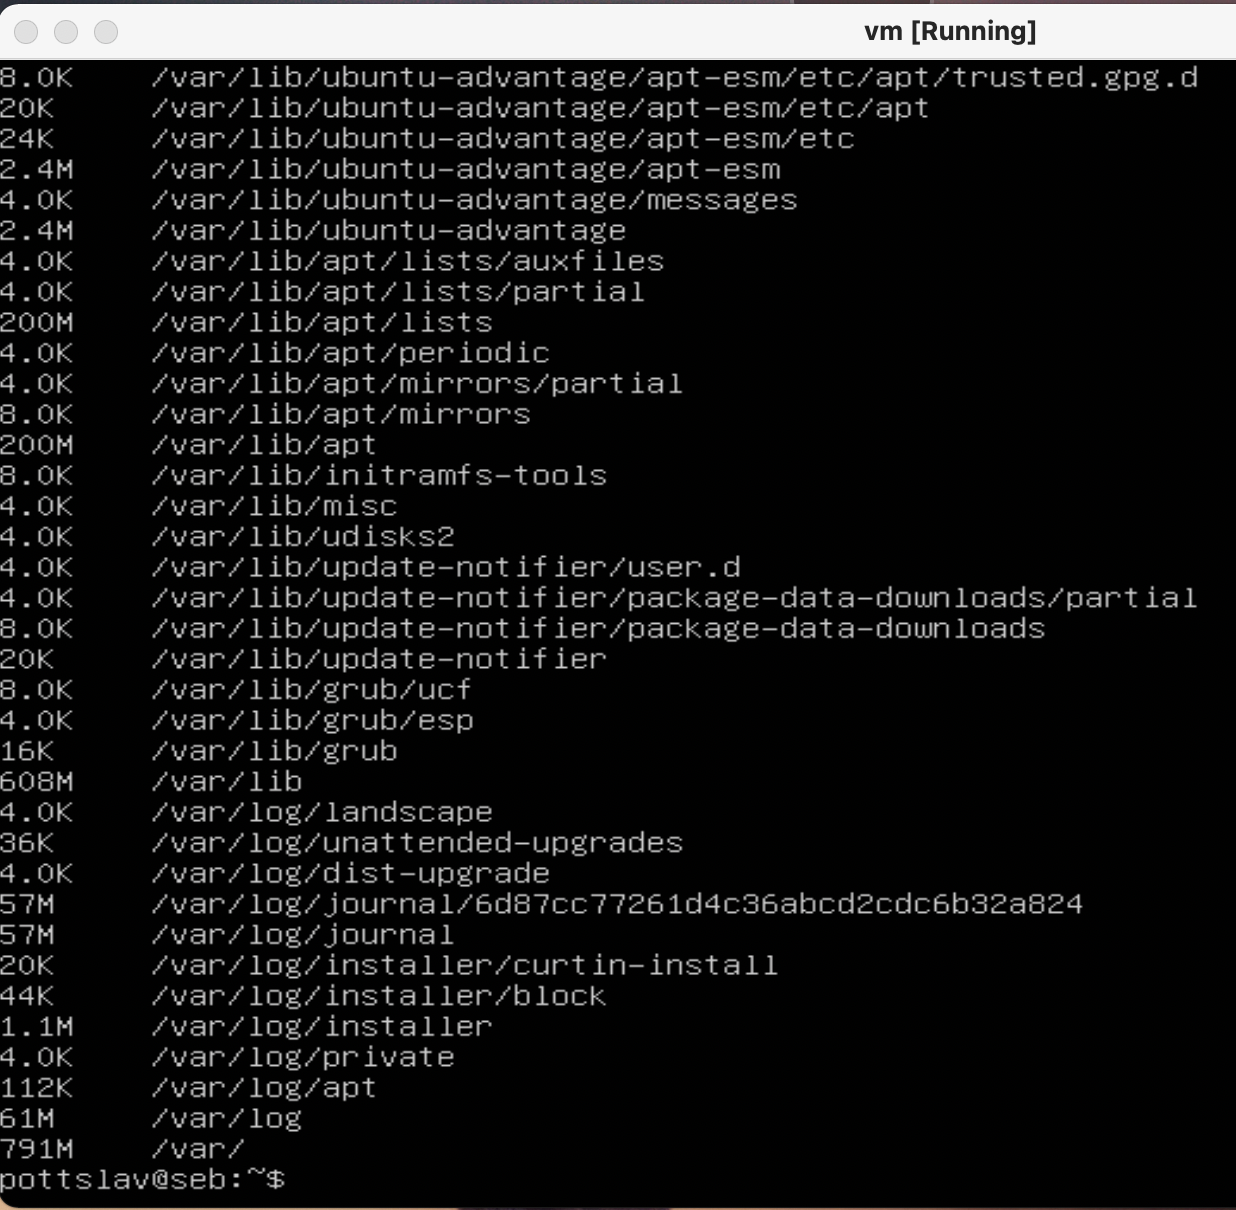 vm [Running]
8.0K /var/lib/ubuntu-advantage/apt-esm/etc/apt/trusted.gpg.d
20K /var/lib/ubuntu-advantage/apt-esm/etc/apt
24K /var/lib/ubuntu-advantage/apt-esm/etc
2.4M /var/lib/ubuntu-advantage/apt-esm
4.0K /var/lib/ubuntu-advantage/messages
2.4M /var/lib/ubuntu-advantage
4.0K /var/lib/apt/lists/auxfiles
4.0K /var/lib/apt/lists/partial
200M /var/lib/apt/lists
4.0K /var/lib/apt/periodic
4.0K /var/lib/apt/mirrors/partial
8.0K /var/lib/apt/mirrors
200M /var/lib/apt
8.0K /var/lib/initramfs-tools
4.0K /var/lib/misc
4.0K /var/lib/udisks2
4.0K /var/lib/update-notifier/user.d
4.0K /var/lib/update-notifier/package-data-downloads/partial
8.0K /var/lib/update-notifier/package-data-downloads
20K /var/lib/update-notifier
8.0K /var/lib/grub/ucf
4.0K /var/lib/grub/esp
16K /var/lib/grub
608M /var/lib
4.0K /var/log/landscape
36K /var/log/unattended-upgrades
4.0K /var/log/dist-upgrade
57M /var/log/journal/6d87cc77261d4c36abcd2cdc6b32a824
57M /var/log/journal
20K /var/log/installer/curtin-install
44K /var/log/installer/block
1.1M /var/log/installer
4.0K /var/log/private
112K /var/log/apt
61M /var/log
791M /var/
pottslav@seb:~$